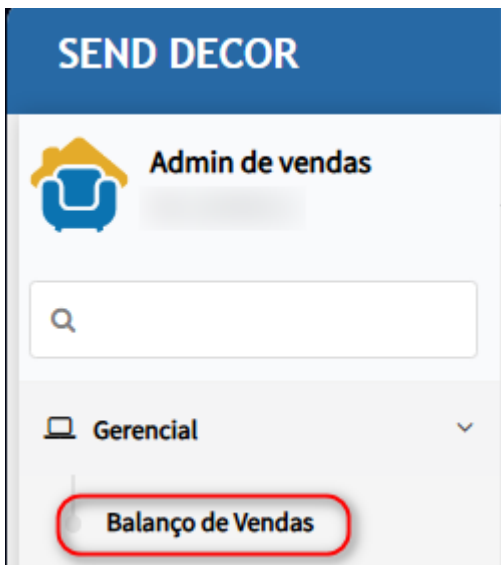 SEND DECOR
Admin de vendas
Gerencial
Balanço de Vendas